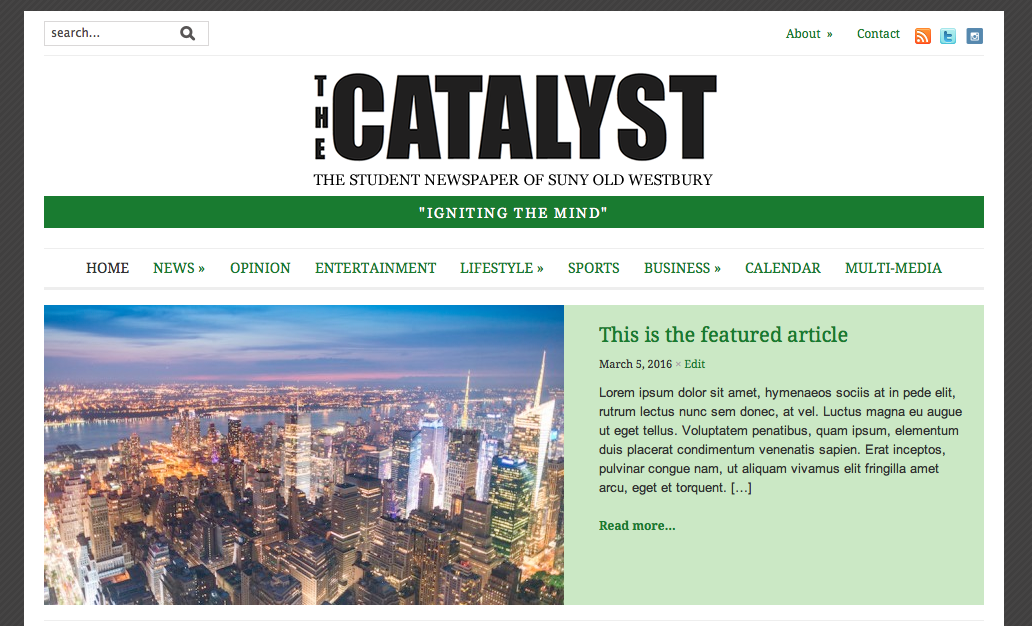 search...
About »
Contact
THE CATALYST
THE STUDENT NEWSPAPER OF SUNY OLD WESTBURY
"IGNITING THE MIND"
HOME NEWS » OPINION ENTERTAINMENT LIFESTYLE » SPORTS BUSINESS » CALENDAR MULTI-MEDIA
This is the featured article
March 5, 2016 × Edit
Lorem ipsum dolor sit amet, hymenaeos sociis at in pede elit,
rutrum lectus nunc sem donec, at vel. Luctus magna eu augue
ut eget tellus. Voluptatem penatibus, quam ipsum, elementum
duis placerat condimentum venenatis sapien. Erat inceptos,
pulvinar congue nam, ut aliquam vivamus elit fringilla amet
arcu, eget et torquent. [...]
Read more...